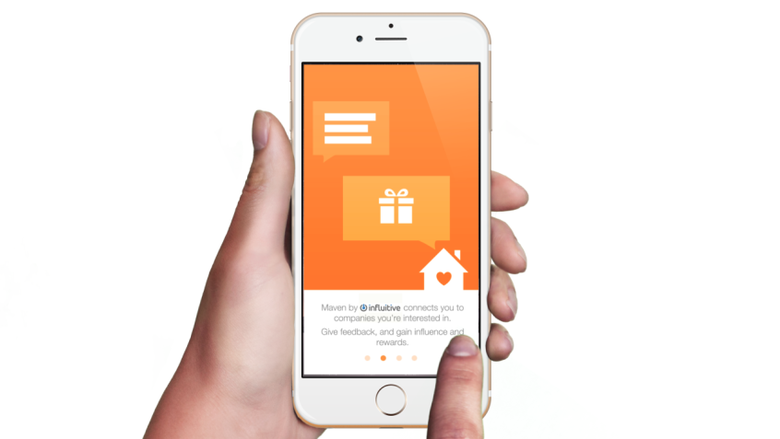 Maven by influitive connects you to
companies you're interested in.
Give feedback, and gain influence and
rewards.